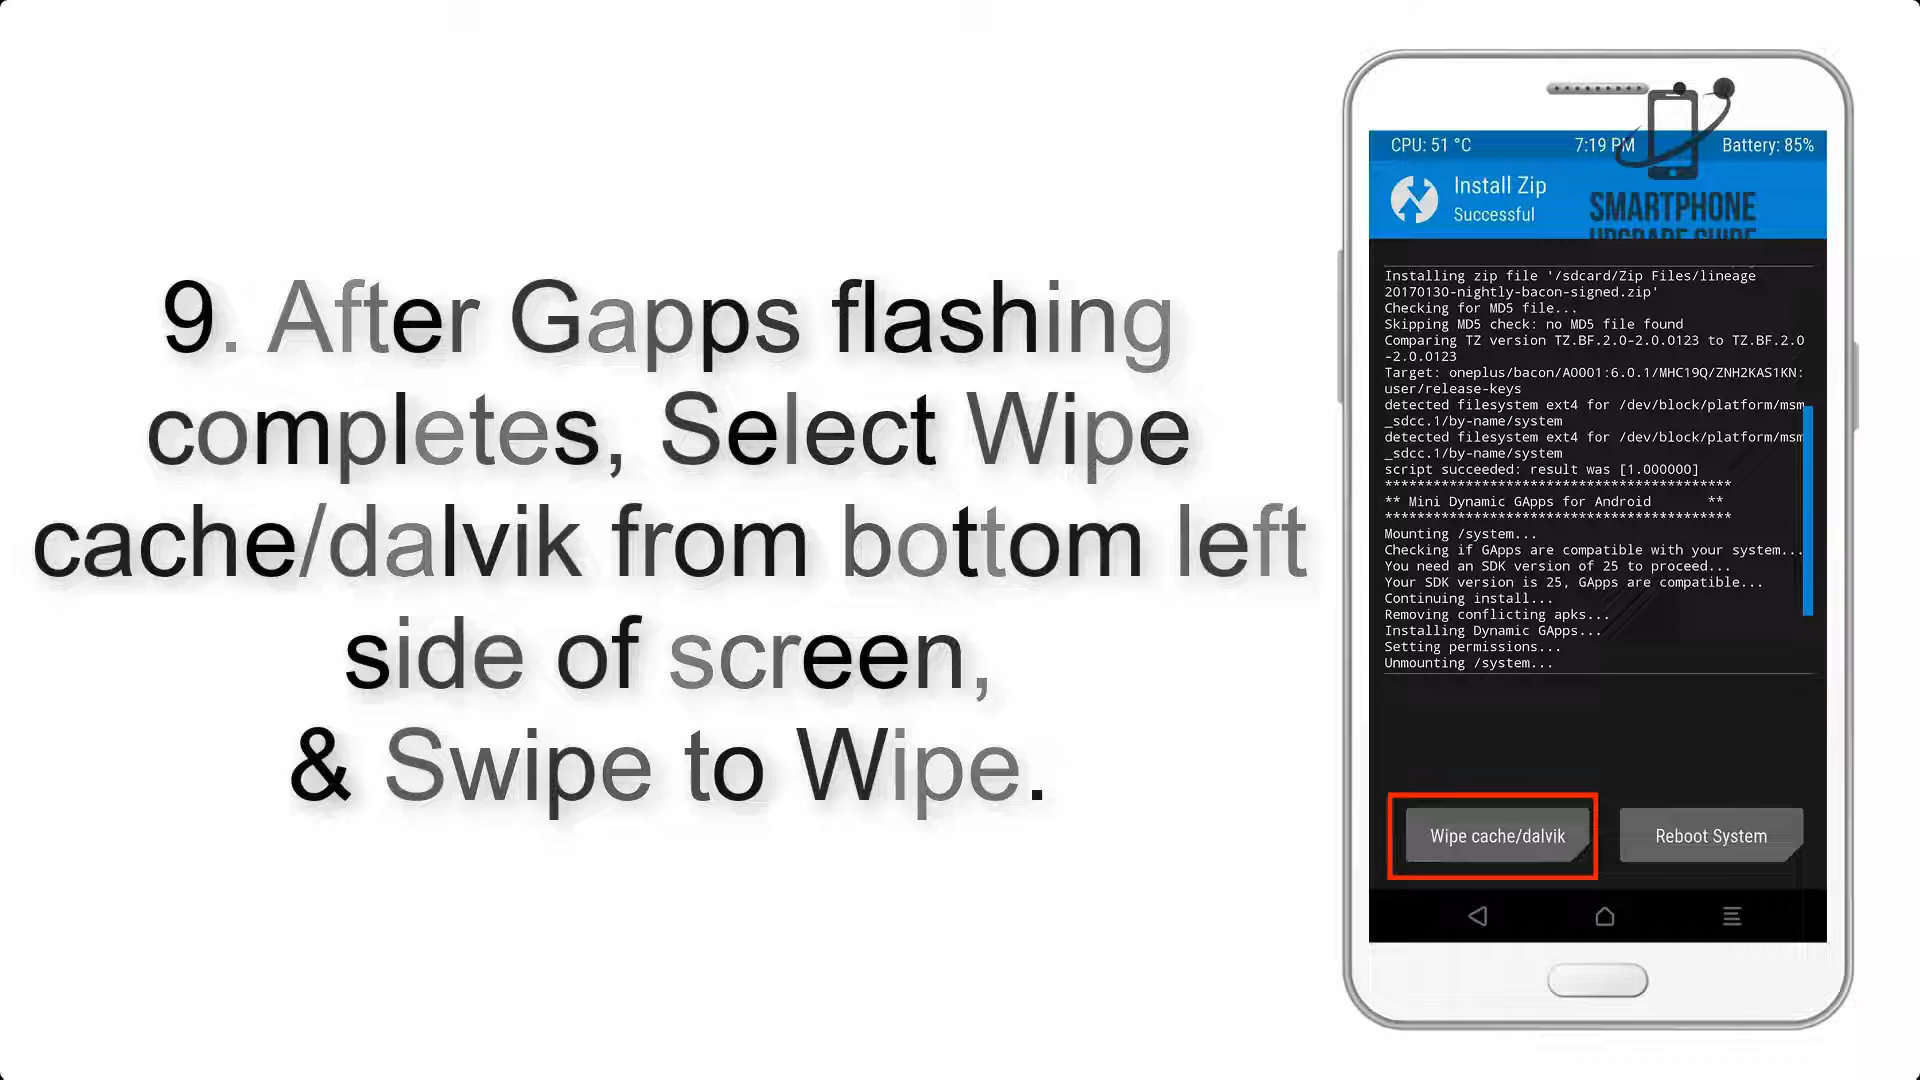 9. After Gapps flashing
completes, Select Wipe
cache/dalvik from bottom left
side of screen,
& Swipe to Wipe.
CPU: 51 °C 7:19 PM Battery: 85%
Install Zip
Successful
SMARTPHONE
UPGRADE GUIDE
Installing zip file '/sdcard/Zip Files/lineage
20170130-nightly-bacon-signed.zip'
Checking for MD5 file...
Skipping MD5 check: no MD5 file found
Comparing TZ version TZ.BF.2.0-2.0.0123 to TZ.BF.2.0
-2.0.0123
Target: oneplus/bacon/A0001:6.0.1/MHC19Q/ZNH2KAS1KN:
user/release-keys
detected filesystem ext4 for /dev/block/platform/msm
_sdcc.1/by-name/system
detected filesystem ext4 for /dev/block/platform/msm
_sdcc.1/by-name/system
script succeeded: result was [1.000000]
******************************************
** Mini Dynamic GApps for Android **
******************************************
Mounting /system...
Checking if GApps are compatible with your system...
You need an SDK version of 25 to proceed...
Your SDK version is 25, GApps are compatible...
Continuing install...
Removing conflicting apks...
Installing Dynamic GApps...
Setting permissions...
Unmounting /system...
Wipe cache/dalvik Reboot System